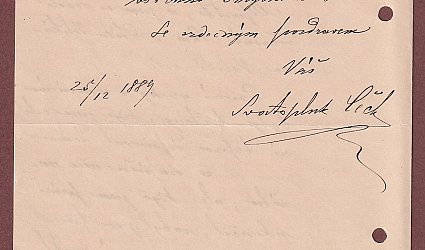 Se srdečným pozdravem
Váš
25/12 1889.
Svatopluk Čech